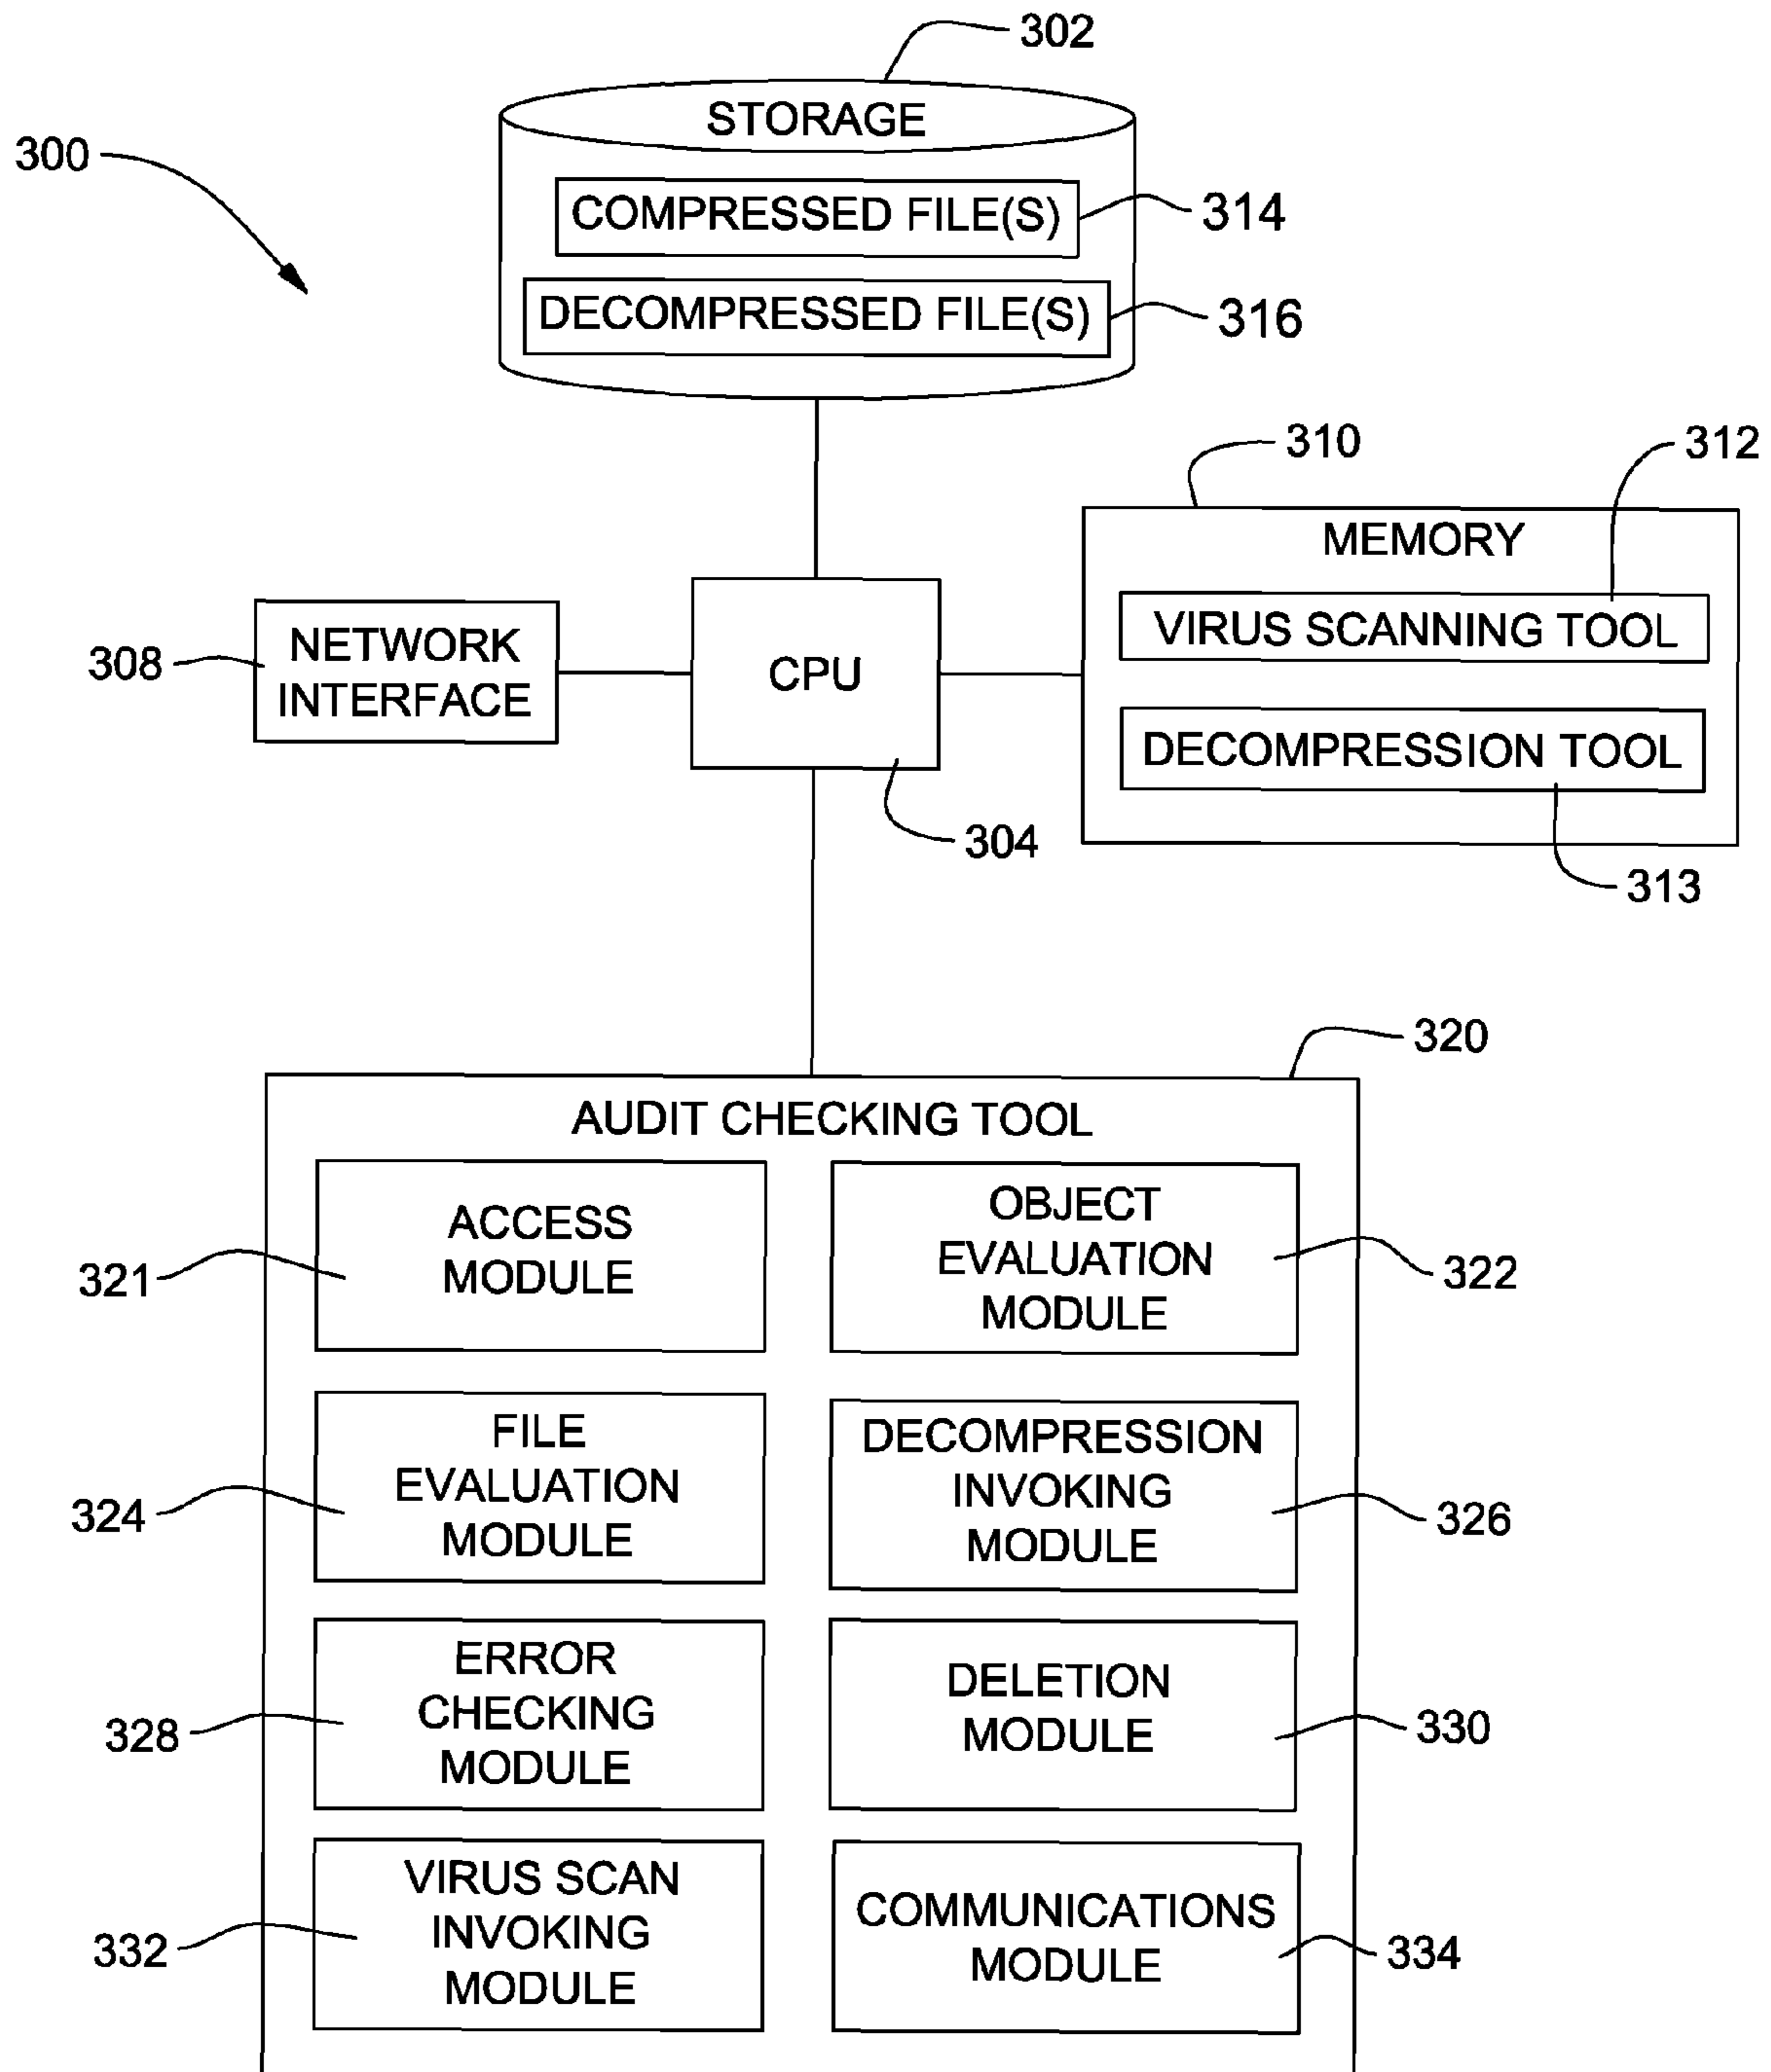 302
STORAGE
300
COMPRESSED FILE(S)
314
DECOMPRESSED FILE(S)
316
310
312
MEMORY
VIRUS SCANNING TOOL
308
NETWORK
INTERFACE
CPU
DECOMPRESSION TOOL
304
313
320
AUDIT CHECKING TOOL
321
ACCESS
MODULE
OBJECT
EVALUATION
MODULE
322
324
FILE
EVALUATION
MODULE
DECOMPRESSION
INVOKING
MODULE
326
328
ERROR
CHECKING
MODULE
DELETION
MODULE
330
332
VIRUS SCAN
INVOKING
MODULE
COMMUNICATIONS
MODULE
334